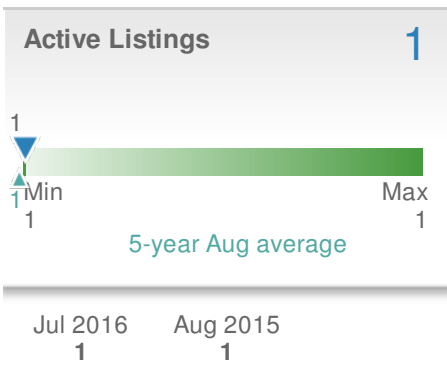 Active Listings 1
1
1 Min Max
1 1
5-year Aug average
Jul 2016 Aug 2015
1 1